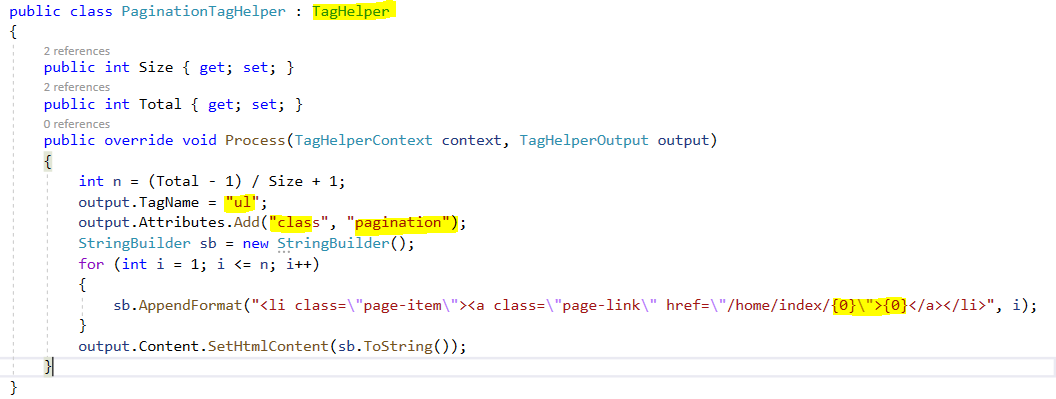 public class PaginationTagHelper : TagHelper
{
2 references
public int Size { get; set; }
2 references
public int Total { get; set; }
0 references
public override void Process(TagHelperContext context, TagHelperOutput output)
{
int n = (Total - 1) / Size + 1;
output.TagName = "ul";
output.Attributes.Add("class", "pagination");
StringBuilder sb = new StringBuilder();
for (int i = 1; i <= n; i++)
{
sb.AppendFormat("<li class=\"page-item\"><a class=\"page-link\" href=\"/home/index/{0}\">{0}</a></li>", i);
}
output.Content.SetHtmlContent(sb.ToString());
}
}